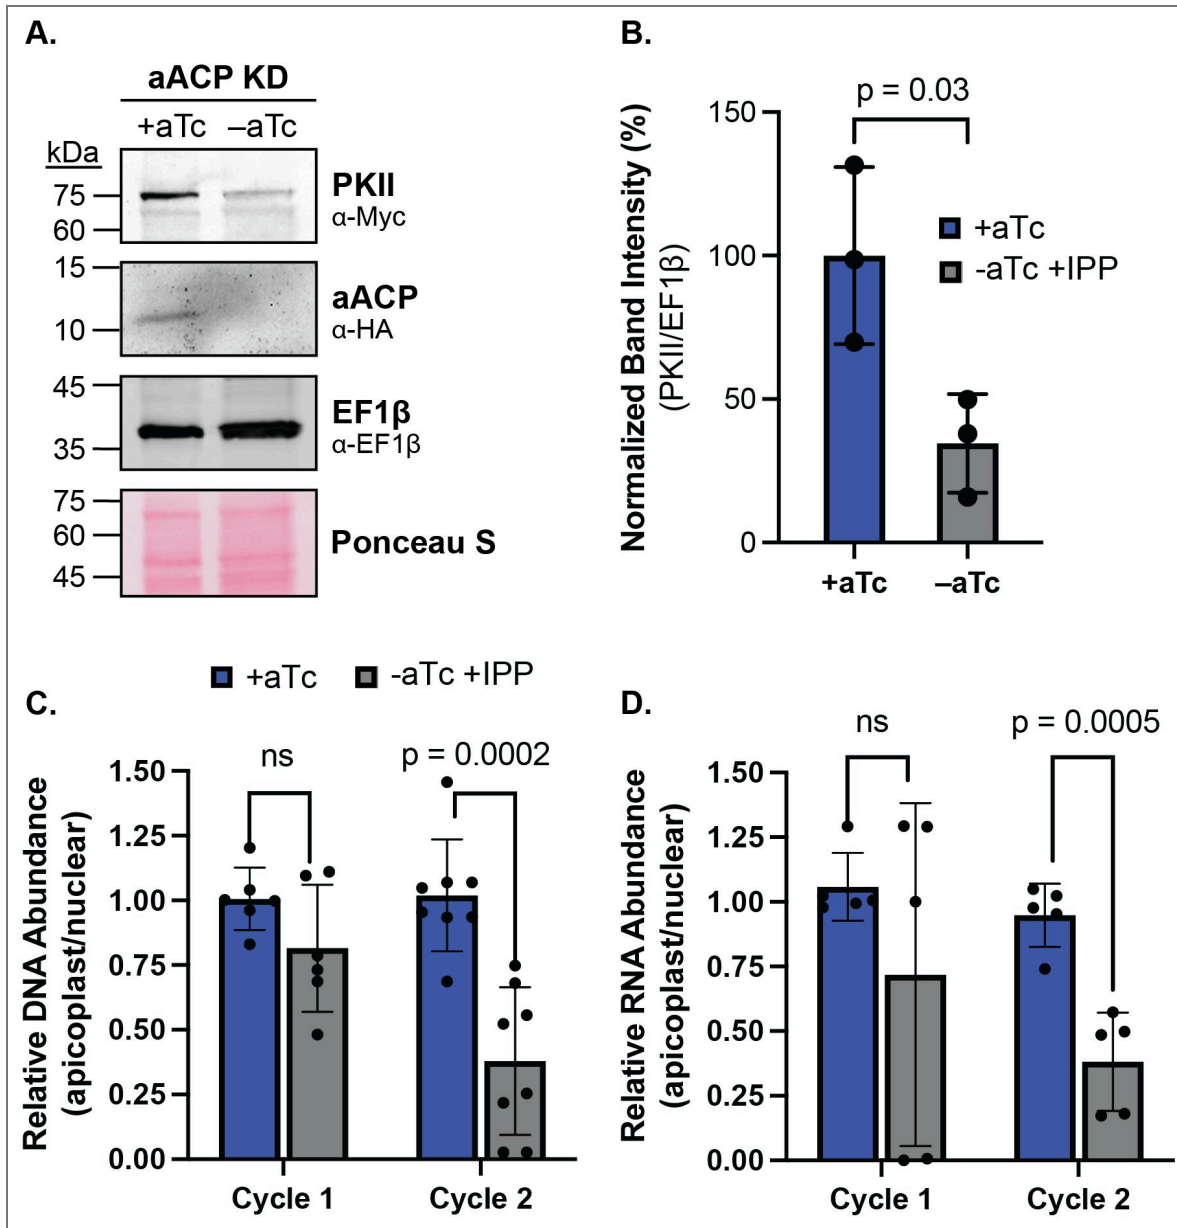 A.
aACP KD
+aTc –aTc
kDa
75
60
PKII
α-Myc
15
10
aACP
α-HA
45
35
EF1β
α-EF1β
75
60
45
Ponceau S
B.
p = 0.03
Normalized Band Intensity (%)
(PKII/EF1β)
150
100
50
0
+aTc
-aTc +IPP
+aTc –aTc
+aTc -aTc +IPP
C.
ns
p = 0.0002
Relative DNA Abundance
(apicoplast/nuclear)
1.50
1.25
1.00
0.75
0.50
0.25
0.00
Cycle 1 Cycle 2
D.
ns
p = 0.0005
Relative RNA Abundance
(apicoplast/nuclear)
1.50
1.25
1.00
0.75
0.50
0.25
0.00
Cycle 1 Cycle 2